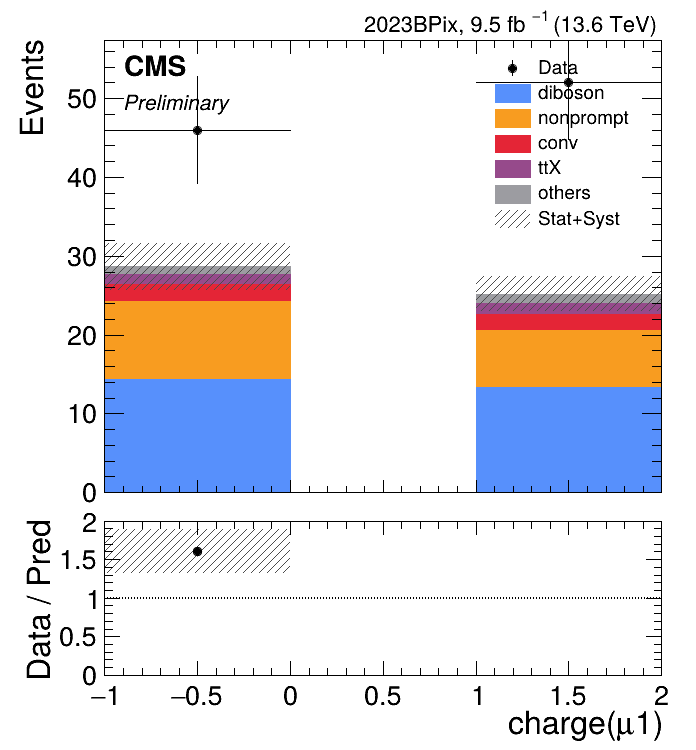 2023BPix, 9.5 fb⁻¹ (13.6 TeV)
CMS
Preliminary
Data
diboson
nonprompt
conv
ttX
others
Stat+Syst
Events
50
40
30
20
10
0
Data / Pred
2
1.5
1
0.5
0
−1 −0.5 0 0.5 1 1.5 2
charge(μ1)